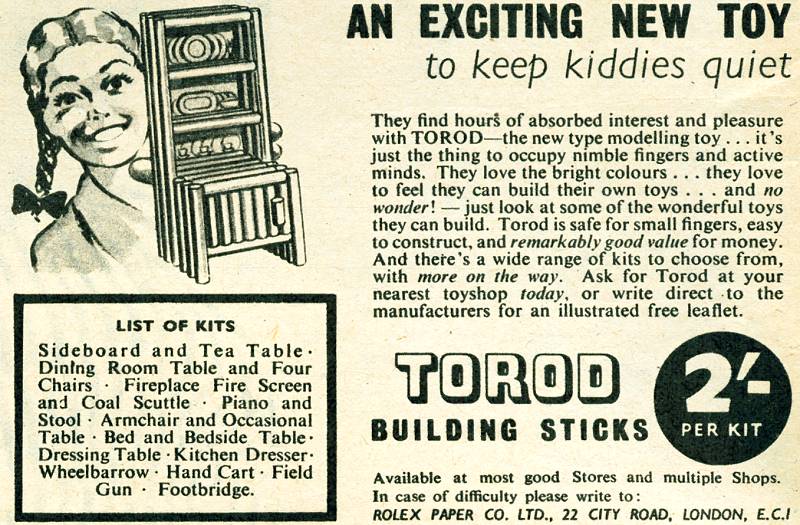 AN EXCITING NEW TOY
to keep kiddies quiet
They find hours of absorbed interest and pleasure
with TOROD—the new type modelling toy . . . it's
just the thing to occupy nimble fingers and active
minds. They love the bright colours . . . they love
to feel they can build their own toys . . . and no
wonder! — just look at some of the wonderful toys
they can build. Torod is safe for small fingers, easy
to construct, and remarkably good value for money.
And there's a wide range of kits to choose from,
with more on the way. Ask for Torod at your
nearest toyshop today, or write direct to the
manufacturers for an illustrated free leaflet.
LIST OF KITS
Sideboard and Tea Table ·
Dining Room Table and Four
Chairs · Fireplace Fire Screen
and Coal Scuttle · Piano and
Stool · Armchair and Occasional
Table · Bed and Bedside Table ·
Dressing Table · Kitchen Dresser ·
Wheelbarrow · Hand Cart · Field
Gun · Footbridge.
TOROD
BUILDING STICKS
2'-
PER KIT
Available at most good Stores and multiple Shops.
In case of difficulty please write to :
ROLEX PAPER CO. LTD., 22 CITY ROAD, LONDON, E.C.I